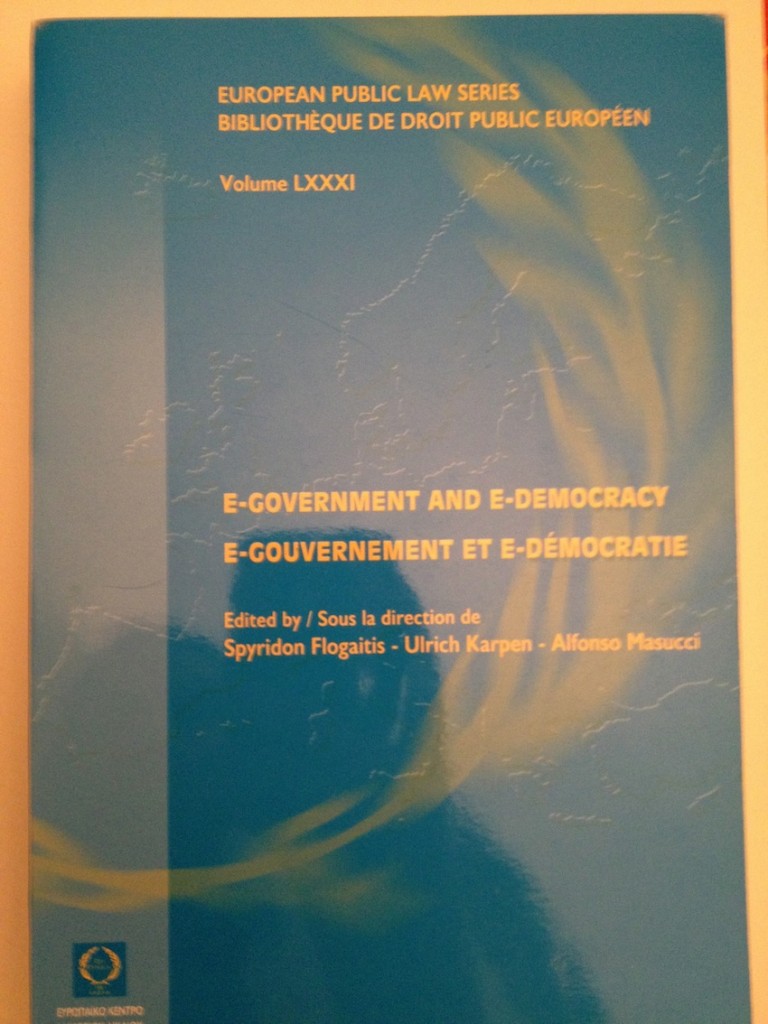 EUROPEAN PUBLIC LAW SERIES
BIBLIOTHÈQUE DE DROIT PUBLIC EUROPÉEN
Volume LXXXI
E-GOVERNMENT AND E-DEMOCRACY
E-GOUVERNEMENT ET E-DÉMOCRATIE
Edited by / Sous la direction de
Spyridon Flogaitis - Ulrich Karpen - Alfonso Masucci
ΕΥΡΩΠΑΪΚΟ ΚΕΝΤΡΟ